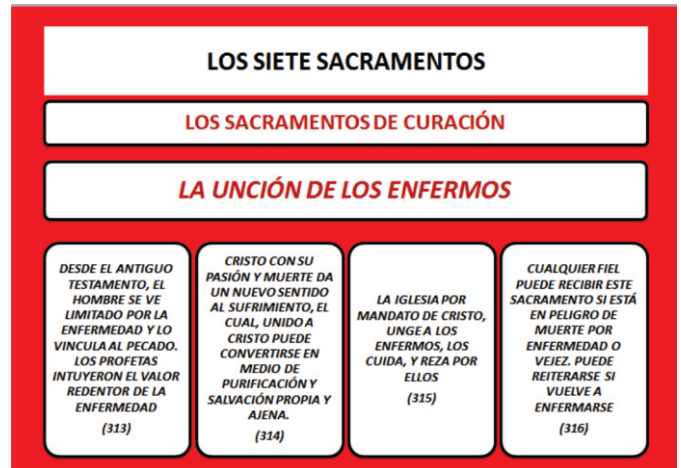 LOS SIETE SACRAMENTOS
LOS SACRAMENTOS DE CURACIÓN
LA UNCIÓN DE LOS ENFERMOS
DESDE EL ANTIGUO
TESTAMENTO, EL
HOMBRE SE VE
LIMITADO POR LA
ENFERMEDAD Y LO
VINCULA AL PECADO.
LOS PROFETAS
INTUYERON EL VALOR
REDENTOR DE LA
ENFERMEDAD
(313)
CRISTO CON SU
PASIÓN Y MUERTE DA
UN NUEVO SENTIDO
AL SUFRIMIENTO, EL
CUAL, UNIDO A
CRISTO PUEDE
CONVERTIRSE EN
MEDIO DE
PURIFICACIÓN Y
SALVACIÓN PROPIA Y
AJENA.
(314)
LA IGLESIA POR
MANDATO DE CRISTO,
UNGE A LOS
ENFERMOS, LOS
CUIDA, Y REZA POR
ELLOS
(315)
CUALQUIER FIEL
PUEDE RECIBIR ESTE
SACRAMENTO SI ESTÁ
EN PELIGRO DE
MUERTE POR
ENFERMEDAD O
VEJEZ. PUEDE
REITERARSE SI
VUELVE A
ENFERMARSE
(316)